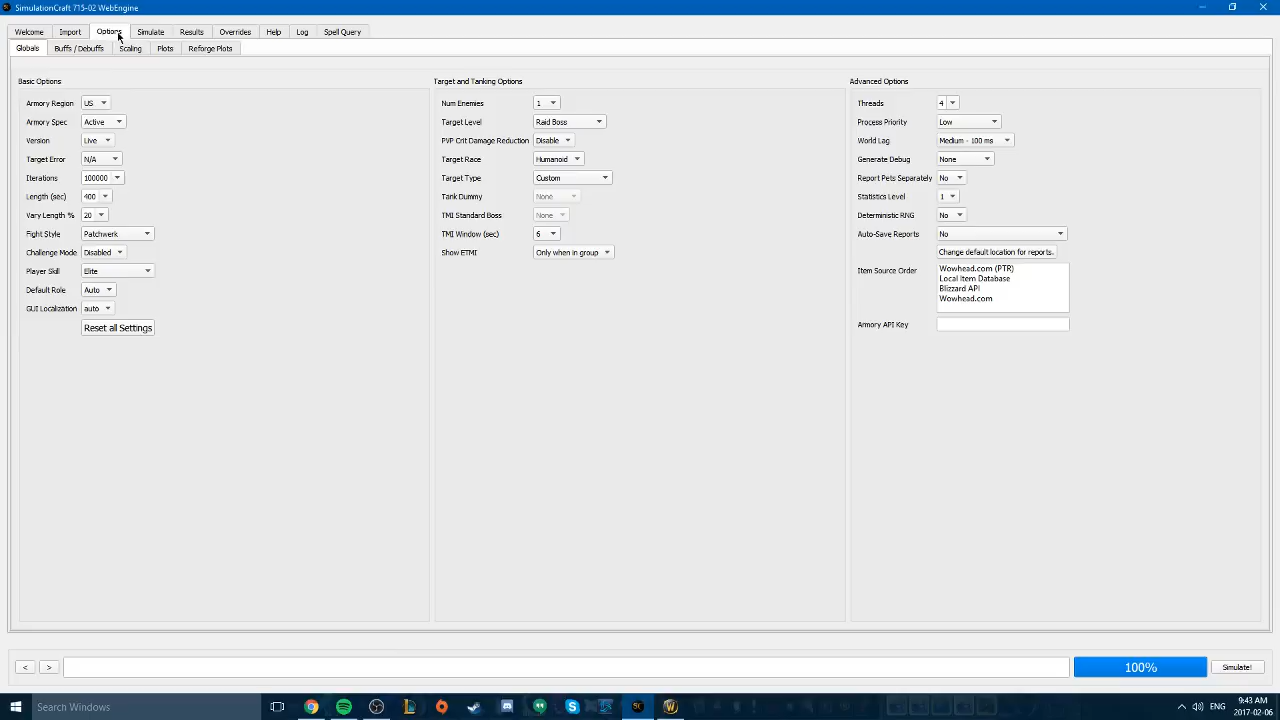 SimulationCraft 715-02 WebEngine
Welcome Import Options Simulate Results Overrides Help Log Spell Query
Globals Buffs / Debuffs Scaling Plots Reforge Plots
Basic Options
Armory Region US
Armory Spec Active
Version Live
Target Error N/A
Iterations 100000
Length (sec) 400
Vary Length % 20
Fight Style Patchwerk
Challenge Mode Disabled
Player Skill Elite
Default Role Auto
GUI Localization auto
Reset all Settings
Target and Tanking Options
Num Enemies 1
Target Level Raid Boss
PVP Crit Damage Reduction Disable
Target Race Humanoid
Target Type Custom
Tank Dummy None
TMI Standard Boss None
TMI Window (sec) 6
Show ETMI Only when in group
Advanced Options
Threads 4
Process Priority Low
World Lag Medium - 100 ms
Generate Debug None
Report Pets Separately No
Statistics Level 1
Deterministic RNG No
Auto-Save Reports No
Change default location for reports.
Item Source Order
Wowhead.com (PTR)
Local Item Database
Blizzard API
Wowhead.com
Armory API Key
< > 100% Simulate!
Search Windows
ENG
9:43 AM
2017-02-06